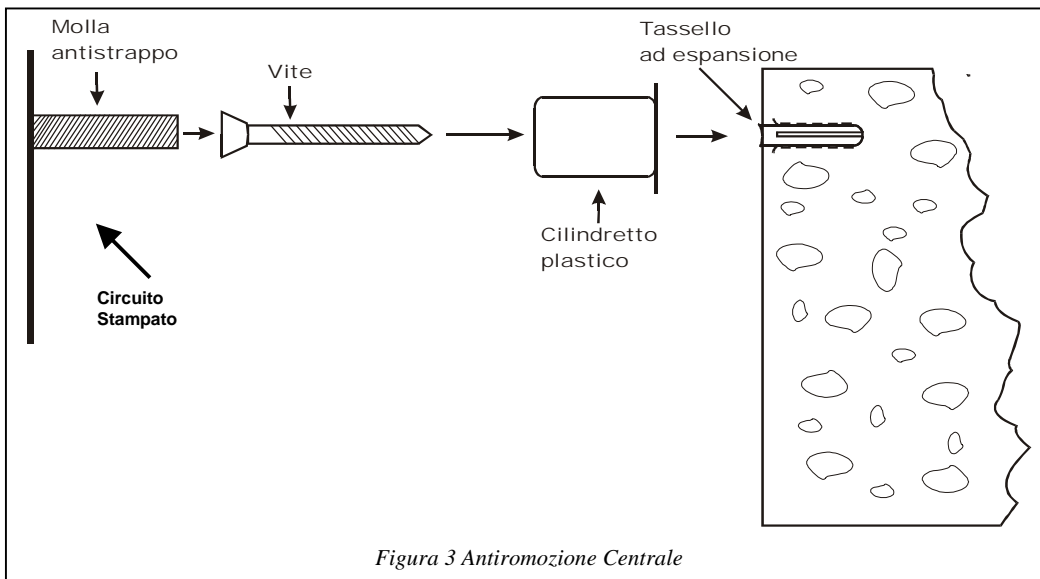 Molla
antistrappo
Vite
Tassello
ad espansione
Cilindretto
plastico
Circuito
Stampato
Figura 3 Antiromozione Centrale